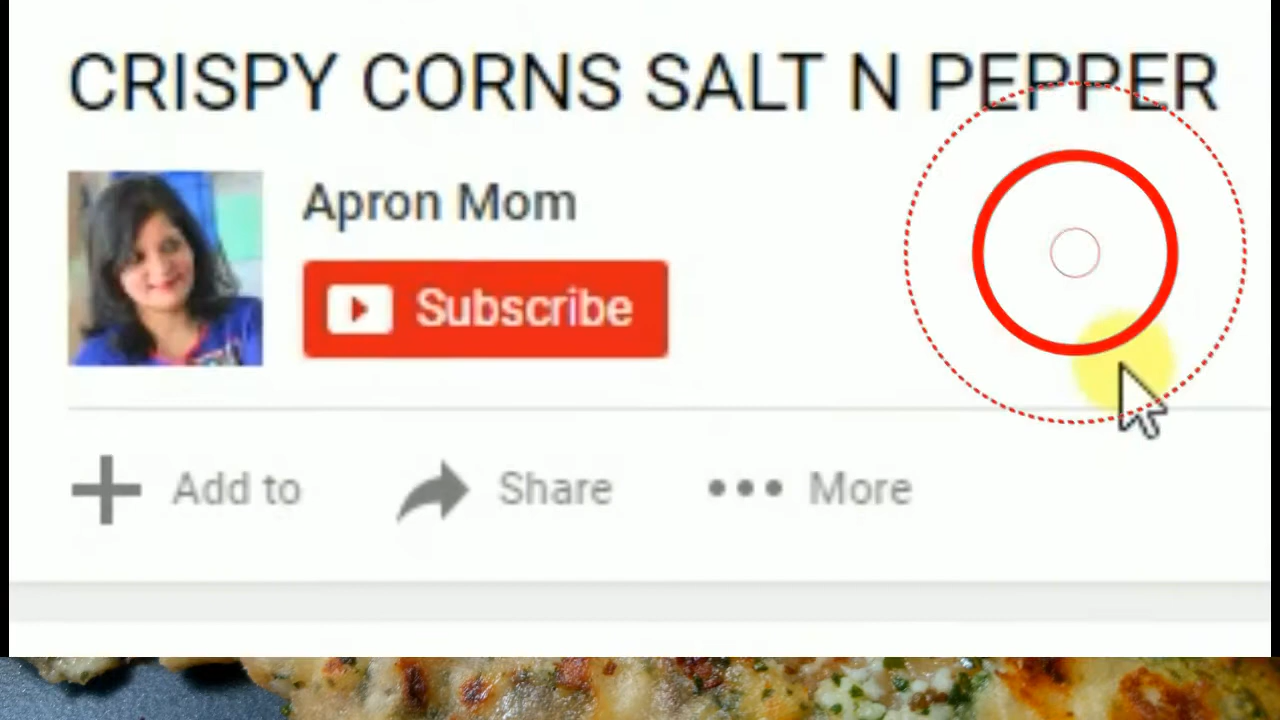 CRISPY CORNS SALT N PEPPER
Apron Mom
Subscribe
Add to
Share
More